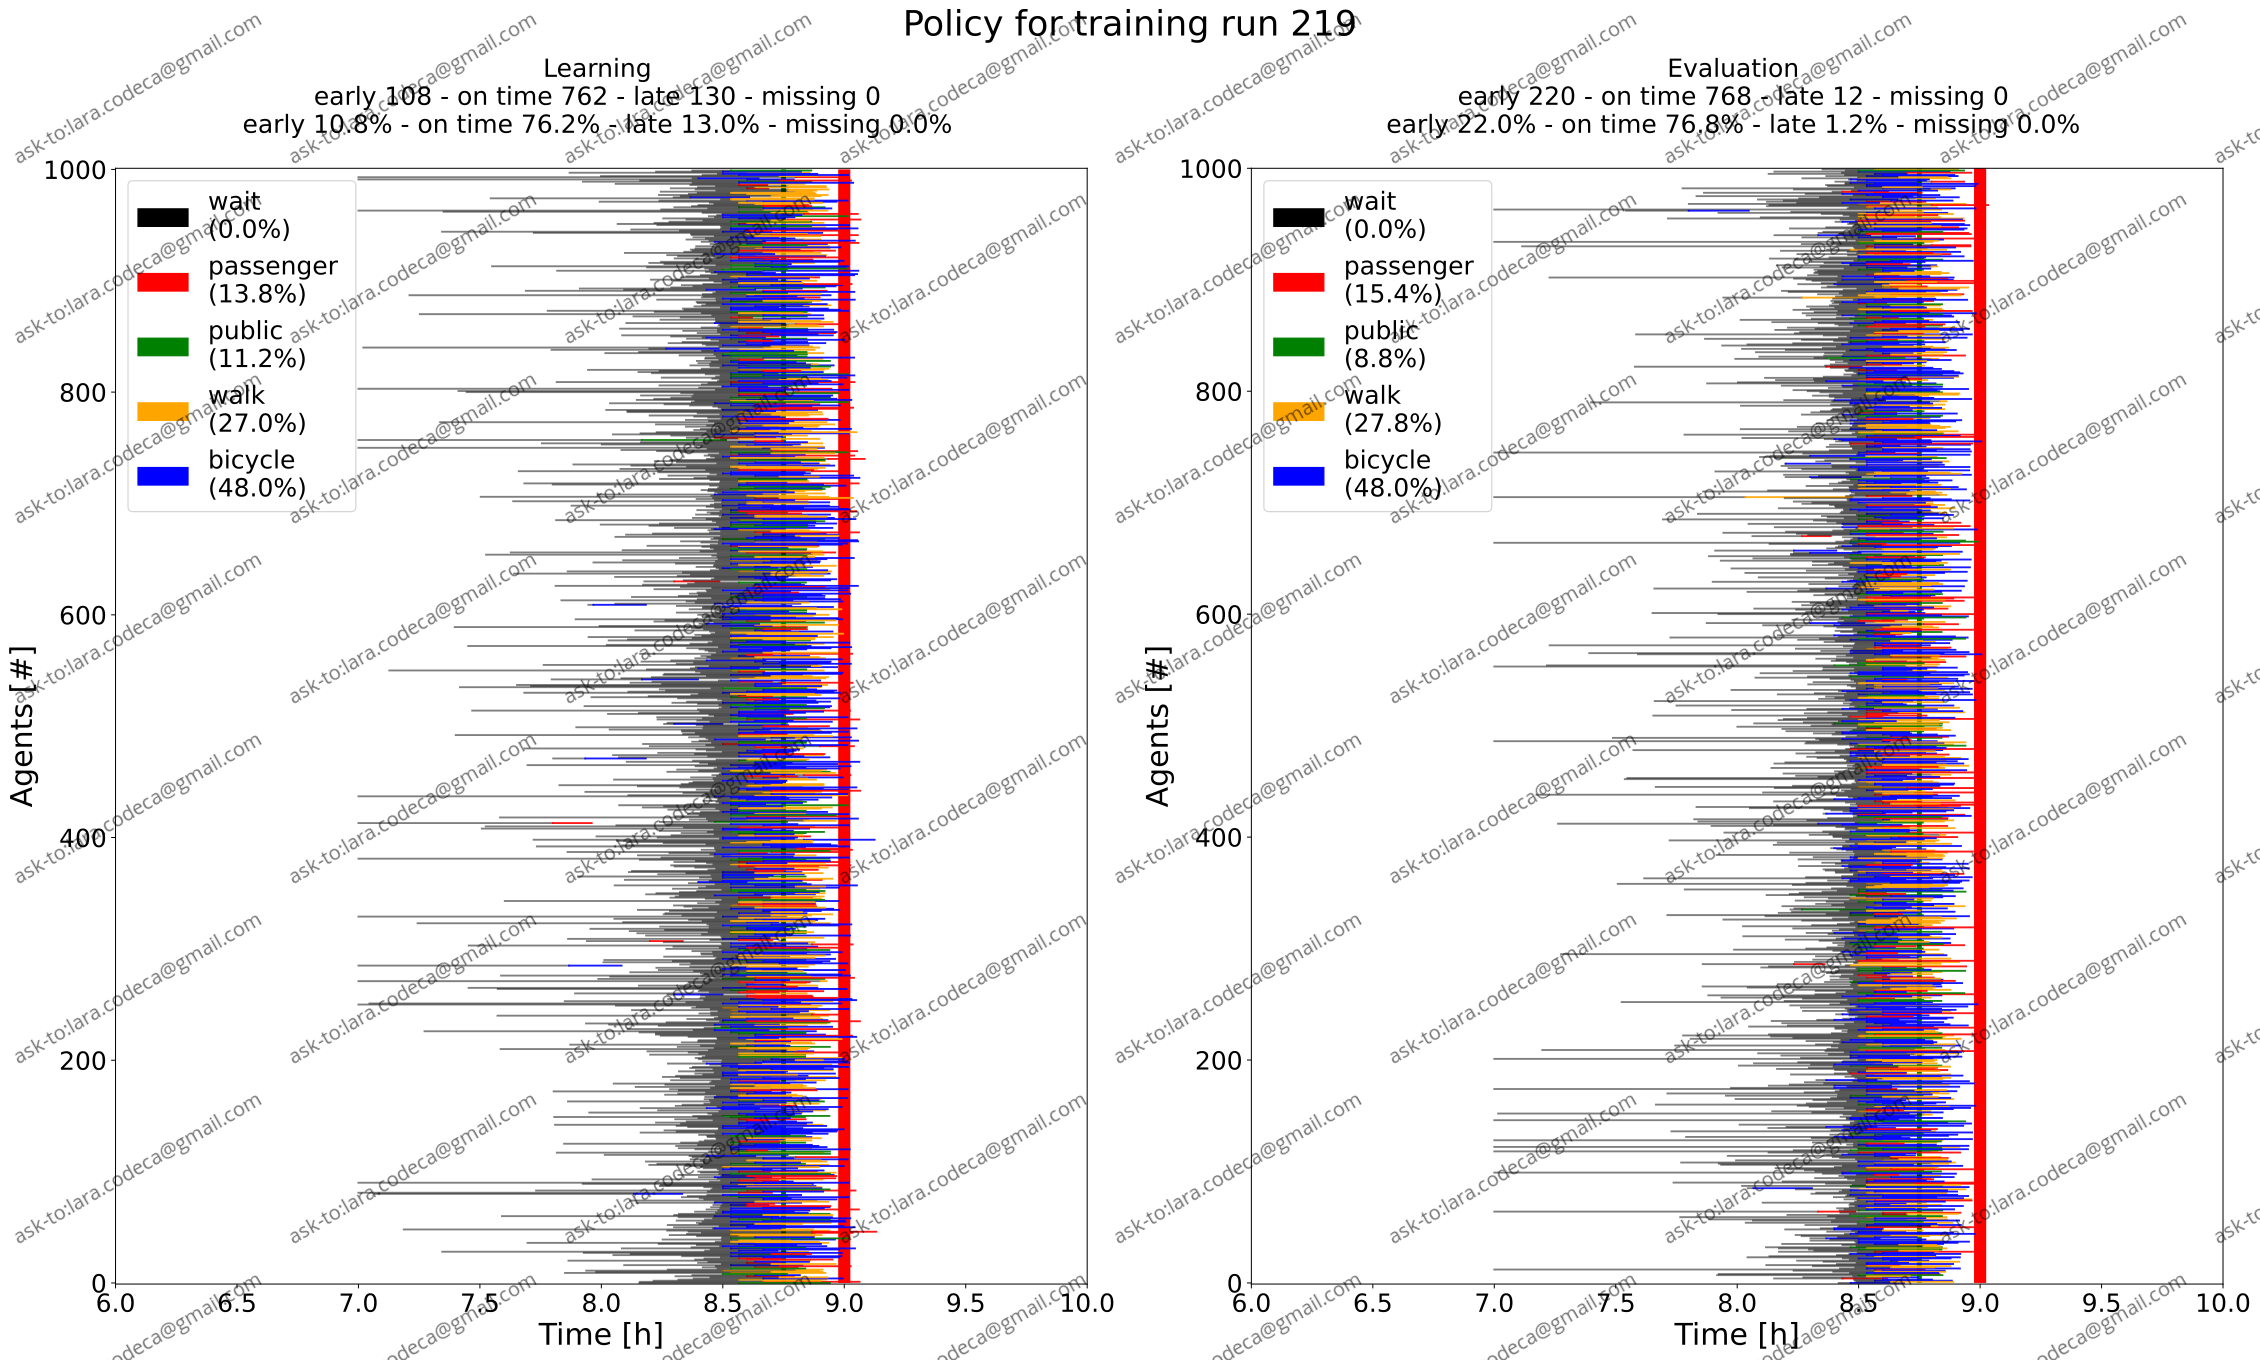 Policy for training run 219
Learning
early 108 - on time 762 - late 130 - missing 0
early 10.8% - on time 76.2% - late 13.0% - missing 0.0%
Agents [#]
1000
800
600
400
200
0
wait
(0.0%)
passenger
(13.8%)
public
(11.2%)
walk
(27.0%)
bicycle
(48.0%)
6.0 6.5 7.0 7.5 8.0 8.5 9.0 9.5 10.0
Time [h]
Evaluation
early 220 - on time 768 - late 12 - missing 0
early 22.0% - on time 76.8% - late 1.2% - missing 0.0%
Agents [#]
1000
800
600
400
200
0
wait
(0.0%)
passenger
(15.4%)
public
(8.8%)
walk
(27.8%)
bicycle
(48.0%)
6.0 6.5 7.0 7.5 8.0 8.5 9.0 9.5 10.0
Time [h]
ask-to:lara.codeca@gmail.com